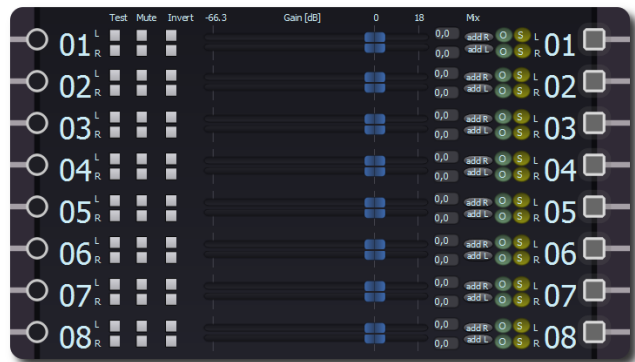 Test Mute Invert -66.3 Gain [dB] 0 18 Mix
L 0,0 add R O S L
01 01
R 0,0 add L O S R
L 0,0 add R O S L
02 02
R 0,0 add L O S R
L 0,0 add R O S L
03 03
R 0,0 add L O S R
L 0,0 add R O S L
04 04
R 0,0 add L O S R
L 0,0 add R O S L
05 05
R 0,0 add L O S R
L 0,0 add R O S L
06 06
R 0,0 add L O S R
L 0,0 add R O S L
07 07
R 0,0 add L O S R
L 0,0 add R O S L
08 08
R 0,0 add L O S R